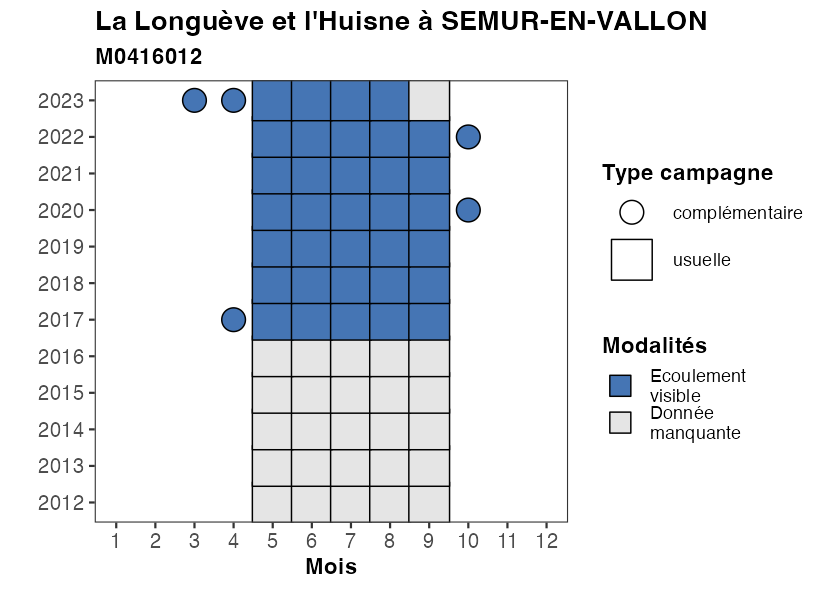 La Longuève et l'Huisne à SEMUR-EN-VALLON
M0416012
2023
2022
2021
2020
2019
2018
2017
2016
2015
2014
2013
2012
1 2 3 4 5 6 7 8 9 10 11 12
Mois
Type campagne
complémentaire
usuelle
Modalités
Ecoulement
visible
Donnée
manquante